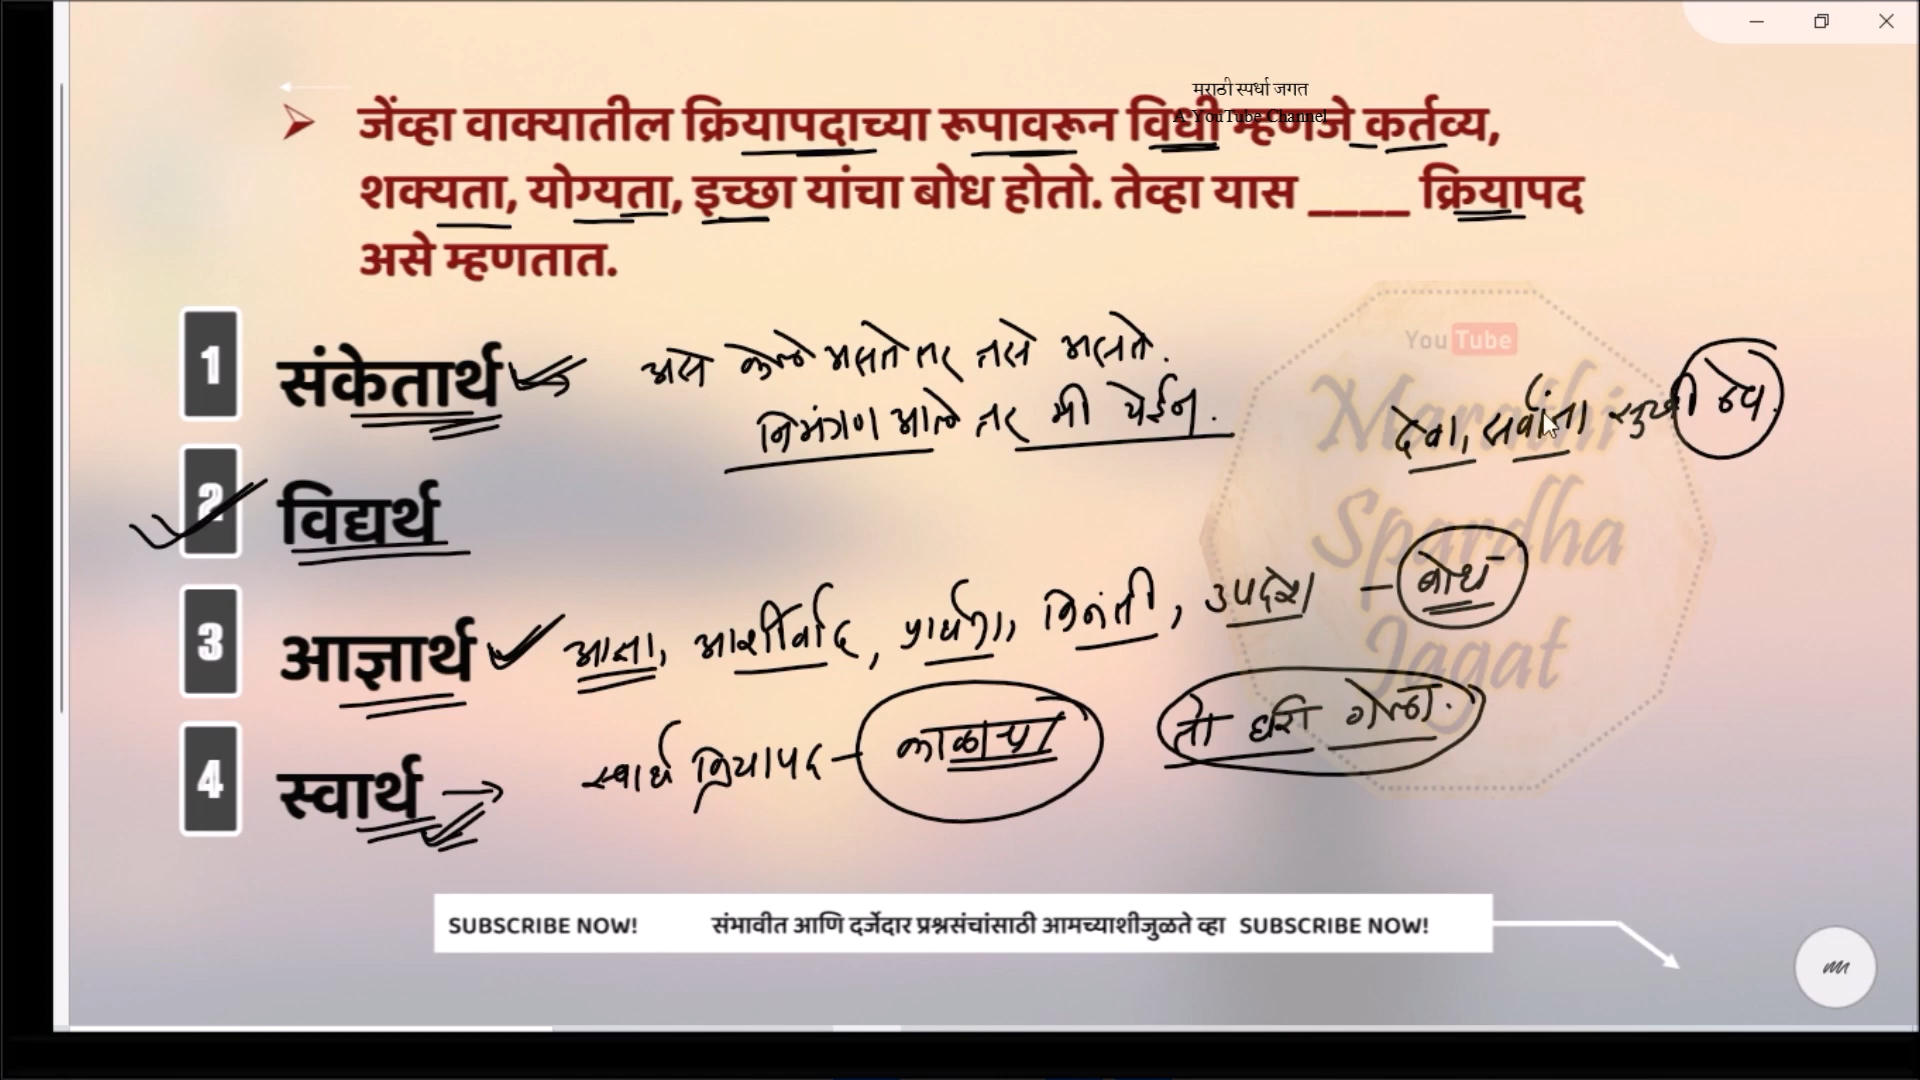 मराठी स्पर्धा जगत
A YouTube Channel
➤ जेंव्हा वाक्यातील क्रियापदाच्या रूपावरून विधी म्हणजे कर्तव्य,
शक्यता, योग्यता, इच्छा यांचा बोध होतो. तेव्हा यास ____ क्रियापद
असे म्हणतात.
1 संकेतार्थ
असे केले असते तर तसे असते.
निमंत्रण आले तर मी येईन.
देवा, सर्वांना सुखी ठेव.
2 विद्यर्थ
3 आज्ञार्थ
आज्ञा, आशीर्वाद, प्रार्थना, विनंती, उपदेश – बोध
4 स्वार्थ
स्वार्थ क्रियापद – काळाचा
तो घरी गेला.
YouTube
Marathi
Spardha
Jagat
SUBSCRIBE NOW! संभावीत आणि दर्जेदार प्रश्नसंचांसाठी आमच्याशीजुळते व्हा SUBSCRIBE NOW!